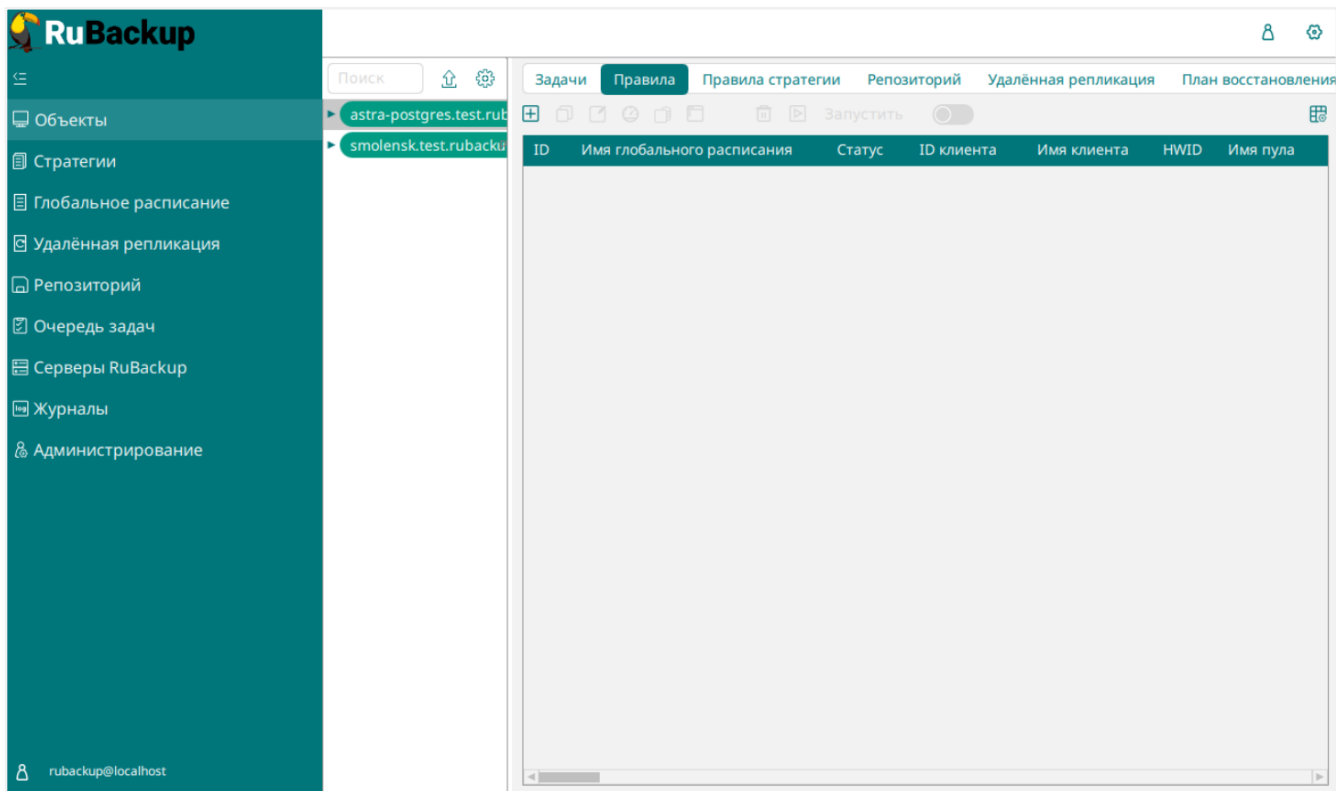 RuBackup
Поиск
Задачи Правила Правила стратегии Репозиторий Удалённая репликация План восстановления
Объекты
astra-postgres.test.rub
Запустить
Стратегии
smolensk.test.rubacku
ID Имя глобального расписания Статус ID клиента Имя клиента HWID Имя пула
Глобальное расписание
Удалённая репликация
Репозиторий
Очередь задач
Серверы RuBackup
log Журналы
Администрирование
rubackup@localhost